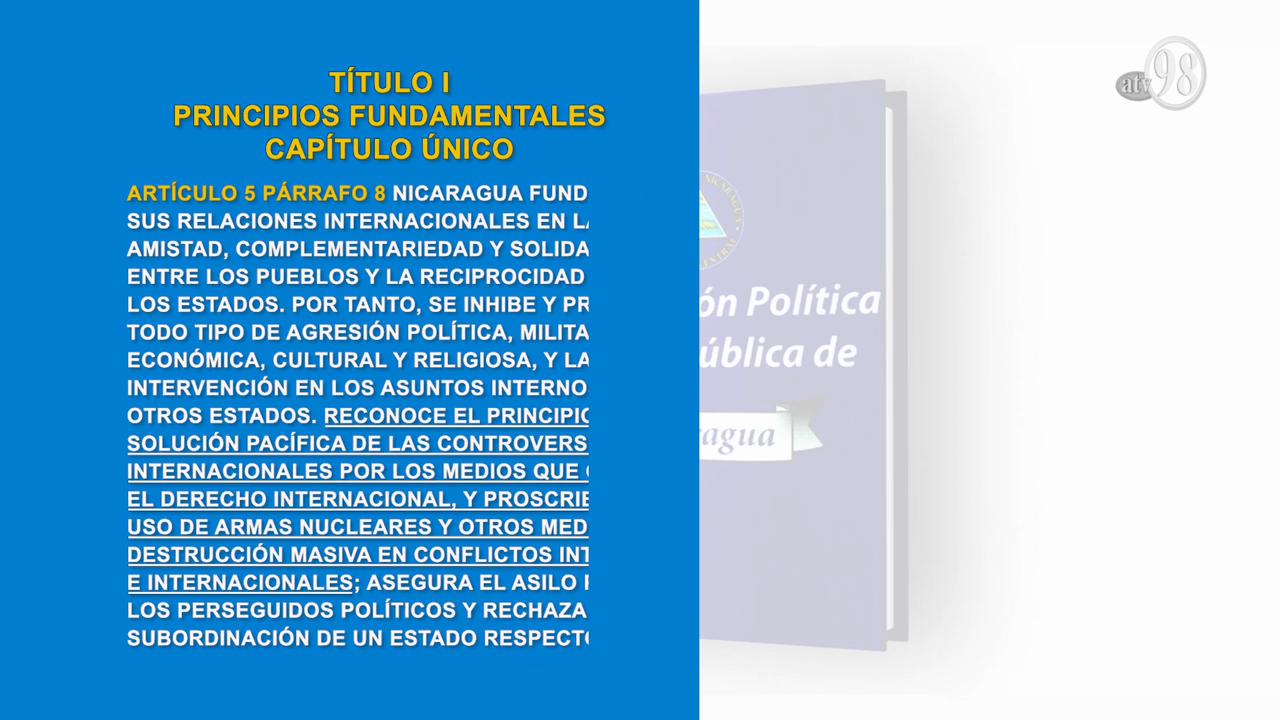 TÍTULO I
PRINCIPIOS FUNDAMENTALES
CAPÍTULO ÚNICO
ARTÍCULO 5 PÁRRAFO 8 NICARAGUA FUND
SUS RELACIONES INTERNACIONALES EN LA
AMISTAD, COMPLEMENTARIEDAD Y SOLIDA
ENTRE LOS PUEBLOS Y LA RECIPROCIDAD
LOS ESTADOS. POR TANTO, SE INHIBE Y PR
TODO TIPO DE AGRESIÓN POLÍTICA, MILITA
ECONÓMICA, CULTURAL Y RELIGIOSA, Y LA
INTERVENCIÓN EN LOS ASUNTOS INTERNO
OTROS ESTADOS. RECONOCE EL PRINCIPIO
SOLUCIÓN PACÍFICA DE LAS CONTROVERS
INTERNACIONALES POR LOS MEDIOS QUE
EL DERECHO INTERNACIONAL, Y PROSCRIBE
USO DE ARMAS NUCLEARES Y OTROS MED
DESTRUCCIÓN MASIVA EN CONFLICTOS INT
E INTERNACIONALES; ASEGURA EL ASILO
LOS PERSEGUIDOS POLÍTICOS Y RECHAZA
SUBORDINACIÓN DE UN ESTADO RESPECTO
ón Política
ública de
ragua
atv 98